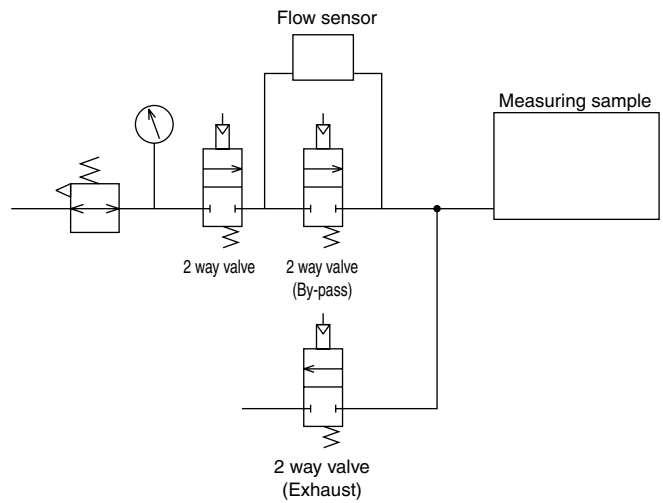 Flow sensor
Measuring sample
2 way valve
2 way valve
(By-pass)
2 way valve
(Exhaust)